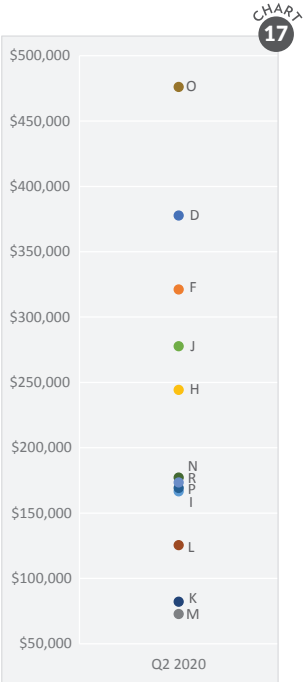 CHART
17
$500,000
O
$450,000
$400,000
D
$350,000
F
$300,000
J
$250,000
H
$200,000
N
R
P
I
$150,000
L
$100,000
K
M
$50,000
Q2 2020